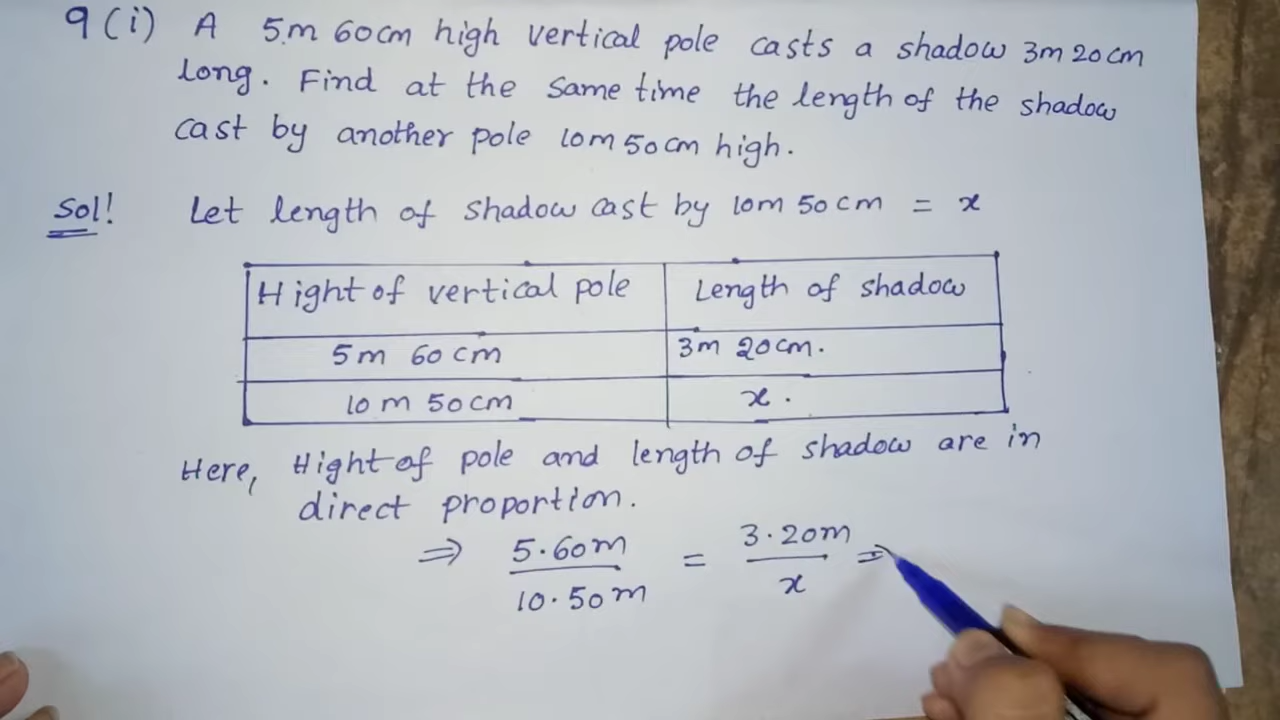 9 (i) A 5m 60cm high vertical pole casts a shadow 3m 20cm
long. Find at the same time the length of the shadow
cast by another pole 10m 50cm high.
Sol! Let length of shadow cast by 10m 50cm = x
Hight of vertical pole Length of shadow
5m 60cm 3m 20cm.
10m 50cm x.
Here, Hight of pole and length of shadow are in
direct proportion.
⇒ 5.60m/10.50m = 3.20m/x =